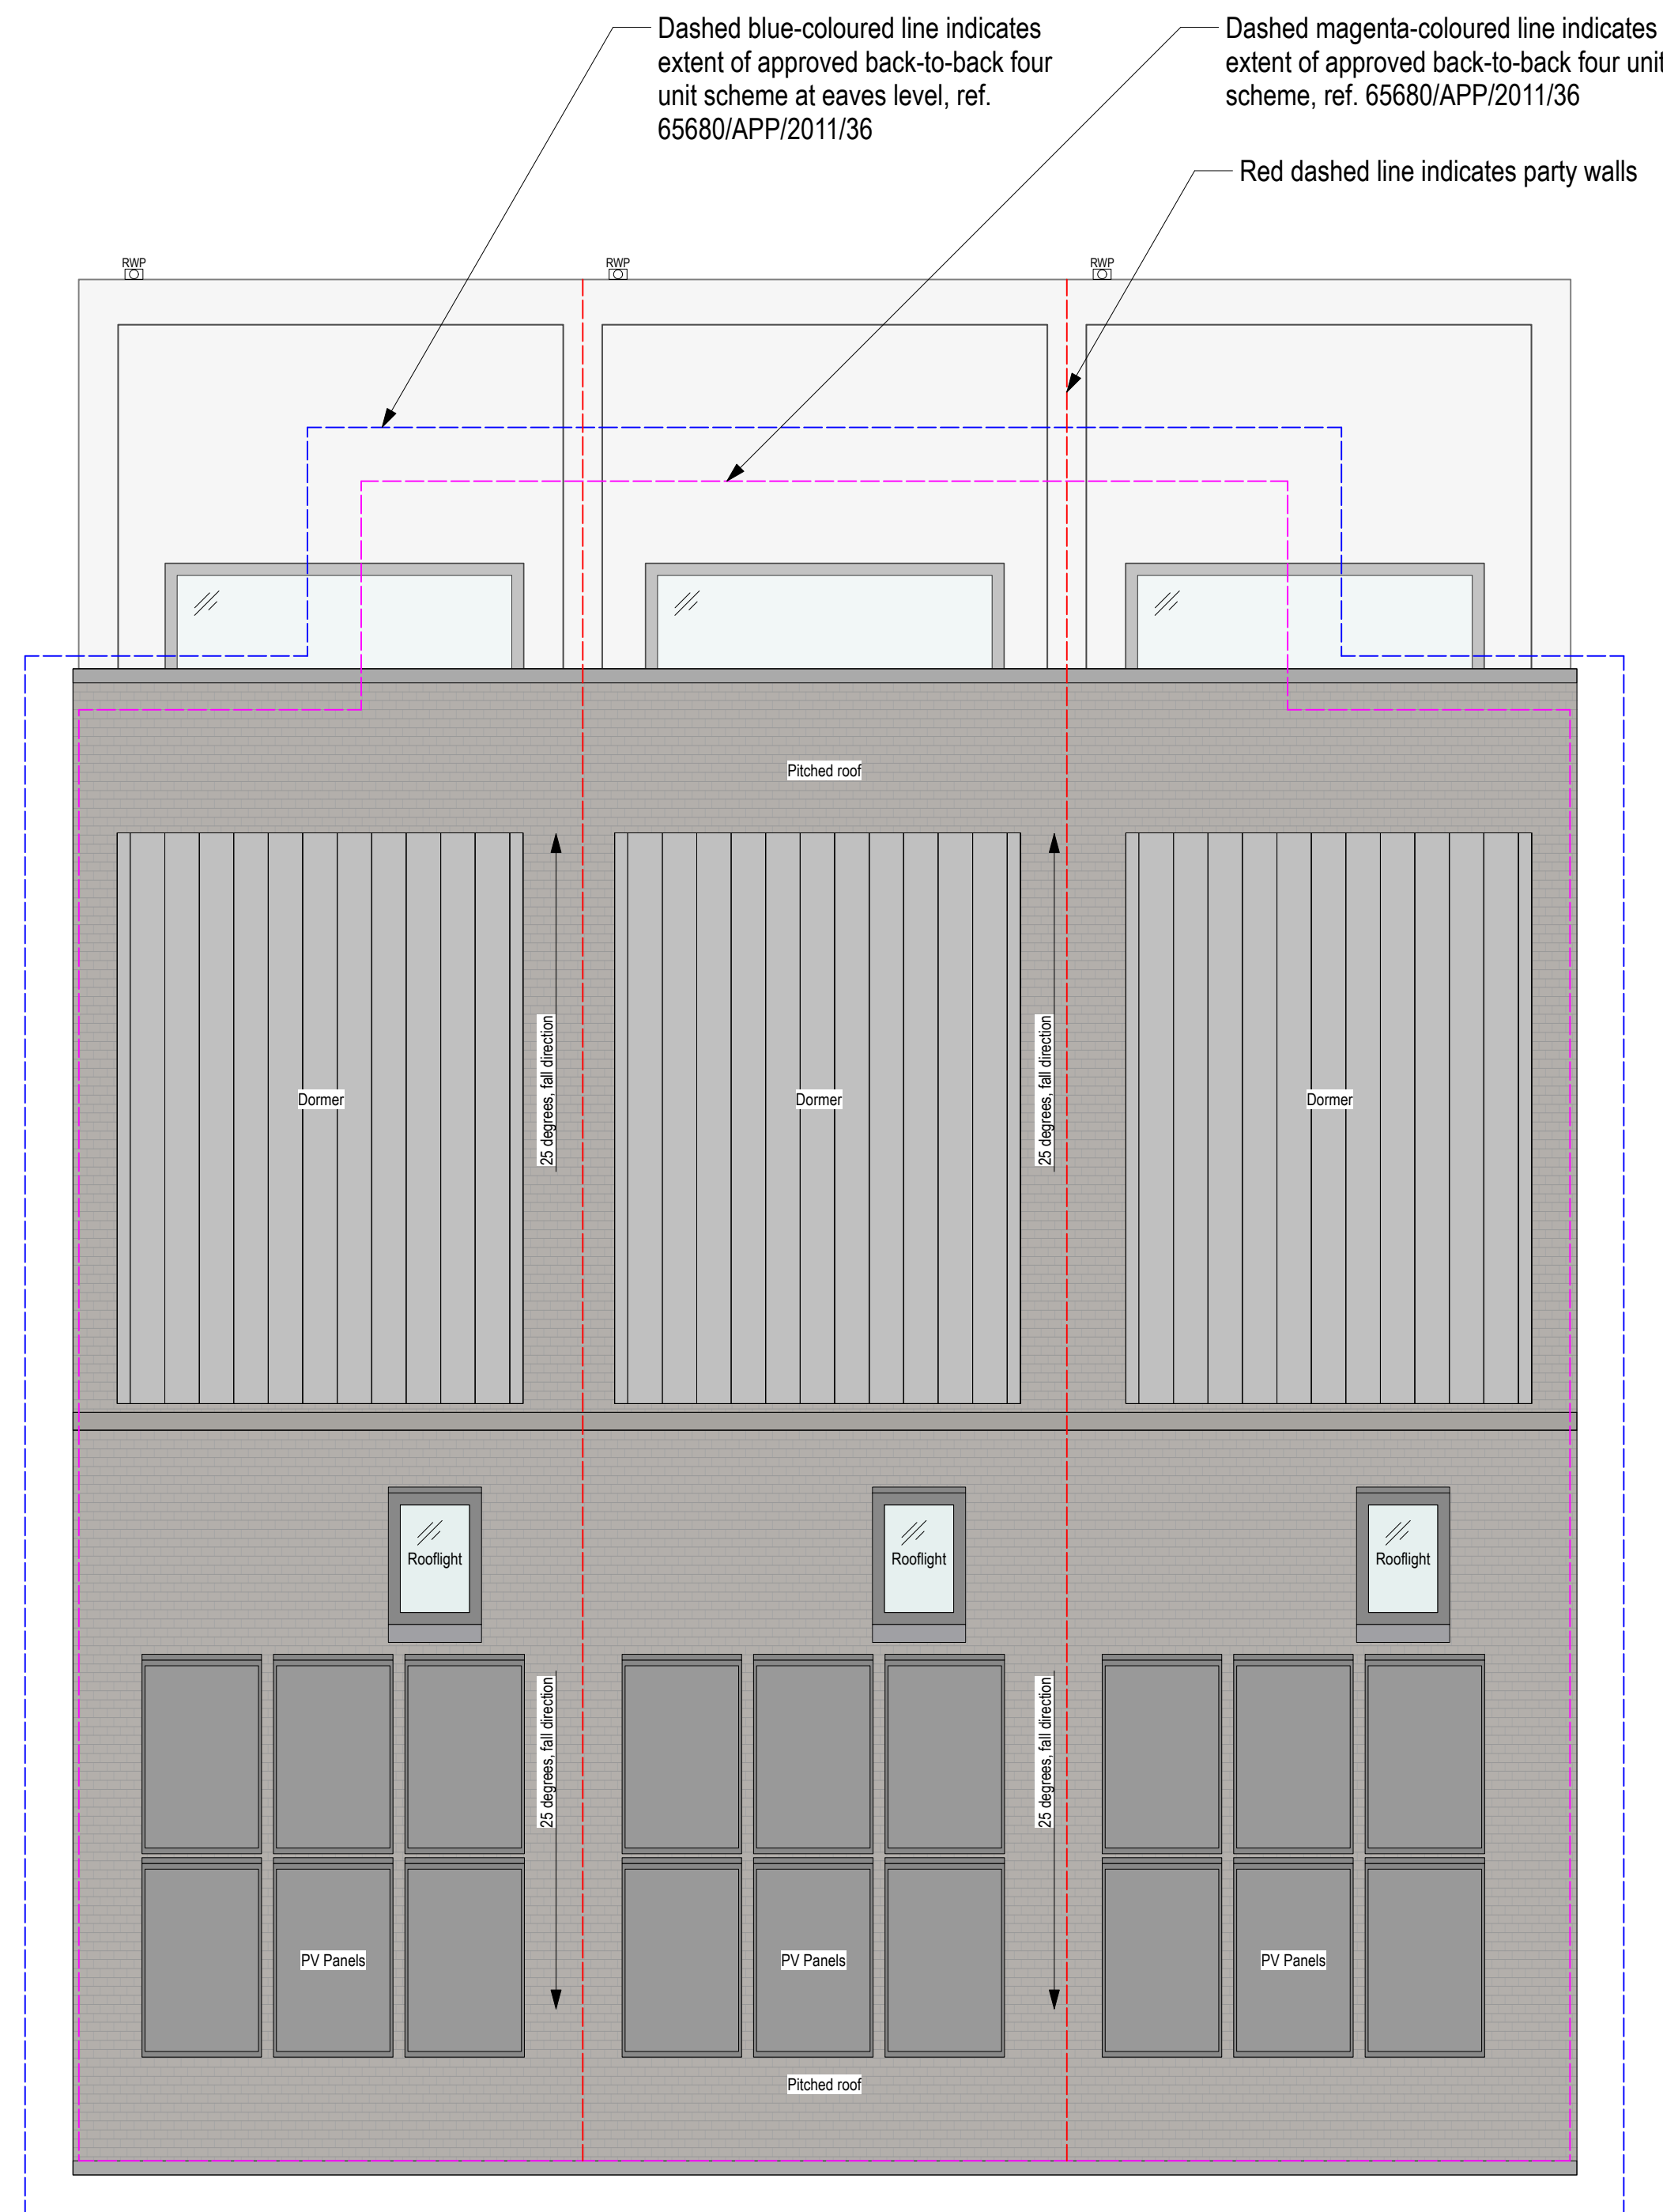 Dashed blue-coloured line indicates
extent of approved back-to-back four
unit scheme at eaves level, ref.
65680/APP/2011/36
Dashed magenta-coloured line indicates
extent of approved back-to-back four unit
scheme, ref. 65680/APP/2011/36
Red dashed line indicates party walls
RWP
RWP
RWP
Pitched roof
25 degrees, fall direction
25 degrees, fall direction
Dormer
Dormer
Dormer
Rooflight
Rooflight
Rooflight
25 degrees, fall direction
25 degrees, fall direction
PV Panels
PV Panels
PV Panels
Pitched roof